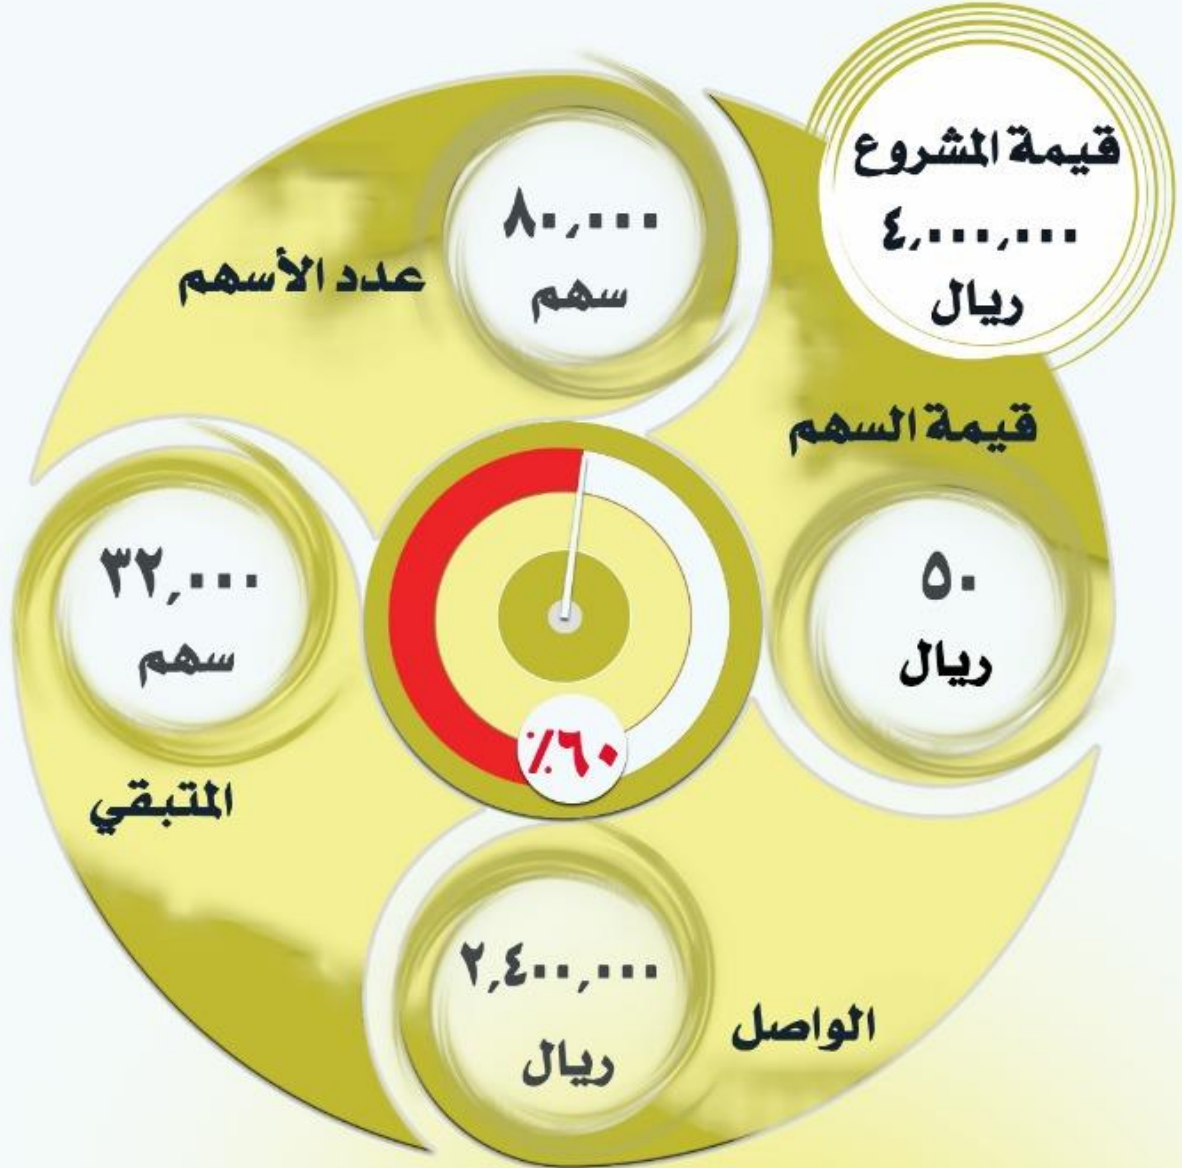 قيمة المشروع
٤,٠٠٠,٠٠٠
ريال
قيمة السهم
٥٠
ريال
٨٠,٠٠٠
سهم
عدد الأسهم
٣٢,٠٠٠
سهم
المتبقي
٪٦٠
٢,٤٠٠,٠٠٠
ريال
الواصل